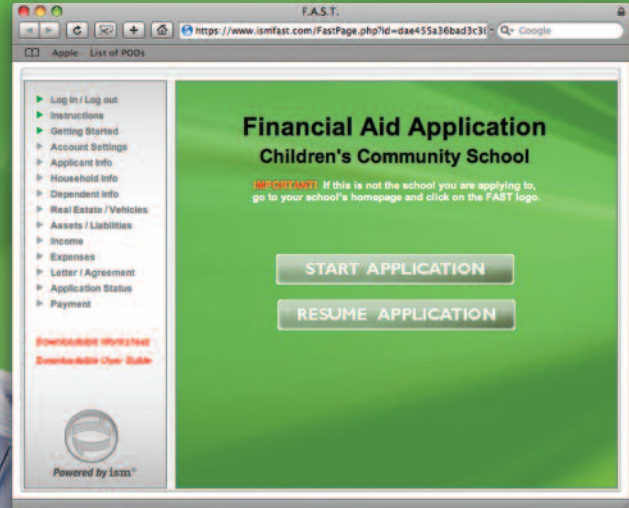 F.A.S.T.
https://www.ismfast.com/FastPage.php?id=dae455a36bad3c3
Google
Apple List of PODs
Log in / Log out
Instructions
Getting Started
Account Settings
Applicant Info
Household Info
Dependent Info
Real Estate / Vehicles
Assets / Liabilities
Income
Expenses
Letter / Agreement
Application Status
Payment
Downloadable Worksheet
Downloadable User Guide
Powered by ism
Financial Aid Application
Children's Community School
IMPORTANT! If this is not the school you are applying to,
go to your school's homepage and click on the FAST logo.
START APPLICATION
RESUME APPLICATION